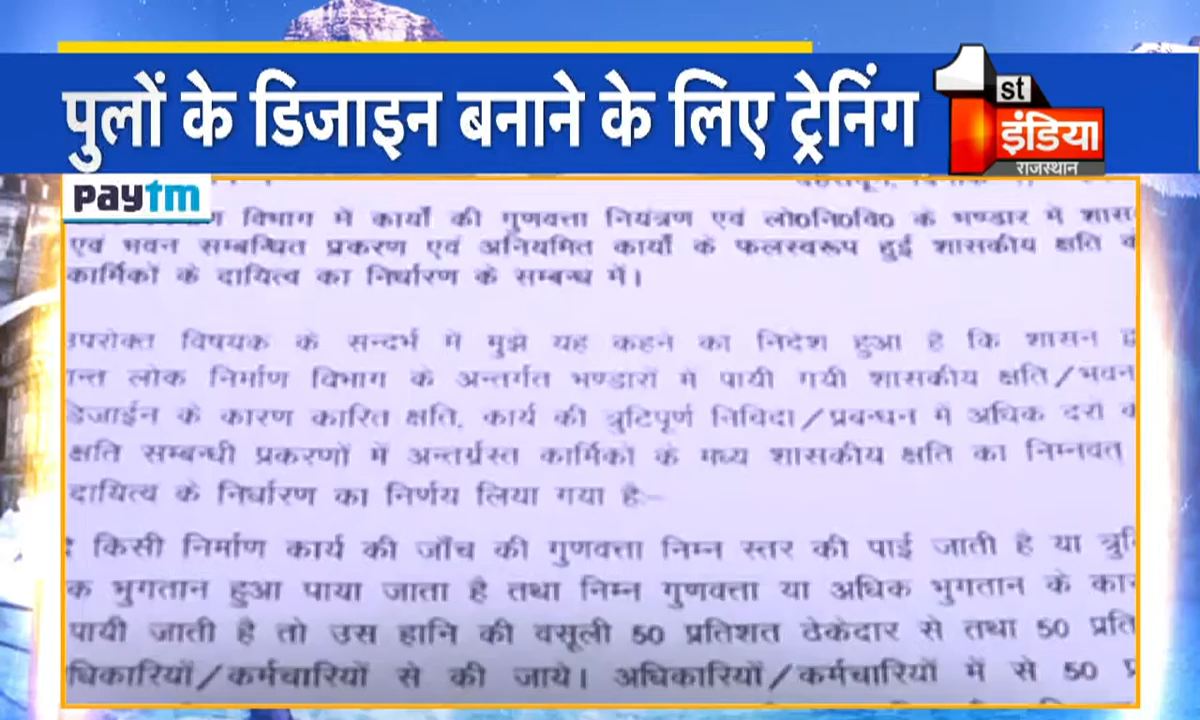 पुलों के डिजाइन बनाने के लिए ट्रेनिंग
1st
इंडिया
राजस्थान
paytm
विभाग में कार्यों की गुणवत्ता नियंत्रण एवं लो0नि0वि0 के भण्डार में
एवं भवन सम्बन्धित प्रकरण एवं अनियमित कार्यों के फलस्वरूप हुई शासकीय क्षति
कार्मिकों के दायित्व का निर्धारण के सम्बन्ध में।
उपरोक्त विषयक के सन्दर्भ में मुझे यह कहने का निदेश हुआ है कि शासन
लोक निर्माण विभाग के अन्तर्गत भण्डारों में पायी गयी शासकीय क्षति/भवन
डिजाईन के कारण कारित क्षति, कार्य की त्रुटिपूर्ण निविदा/प्रबन्धन में अधिक दरों
क्षति सम्बन्धी प्रकरणों में अन्तर्ग्रस्त कार्मिकों के मध्य शासकीय क्षति का निम्नवत्
दायित्व के निर्धारण का निर्णय लिया गया है:-
किसी निर्माण कार्य की जाँच की गुणवत्ता निम्न स्तर की पाई जाती है या
भुगतान हुआ पाया जाता है तथा निम्न गुणवत्ता या अधिक भुगतान के
पायी जाती है तो उस हानि की वसूली 50 प्रतिशत ठेकेदार से तथा 50
धिकारियों/कर्मचारियों से की जाये। अधिकारियों/कर्मचारियों में से 50